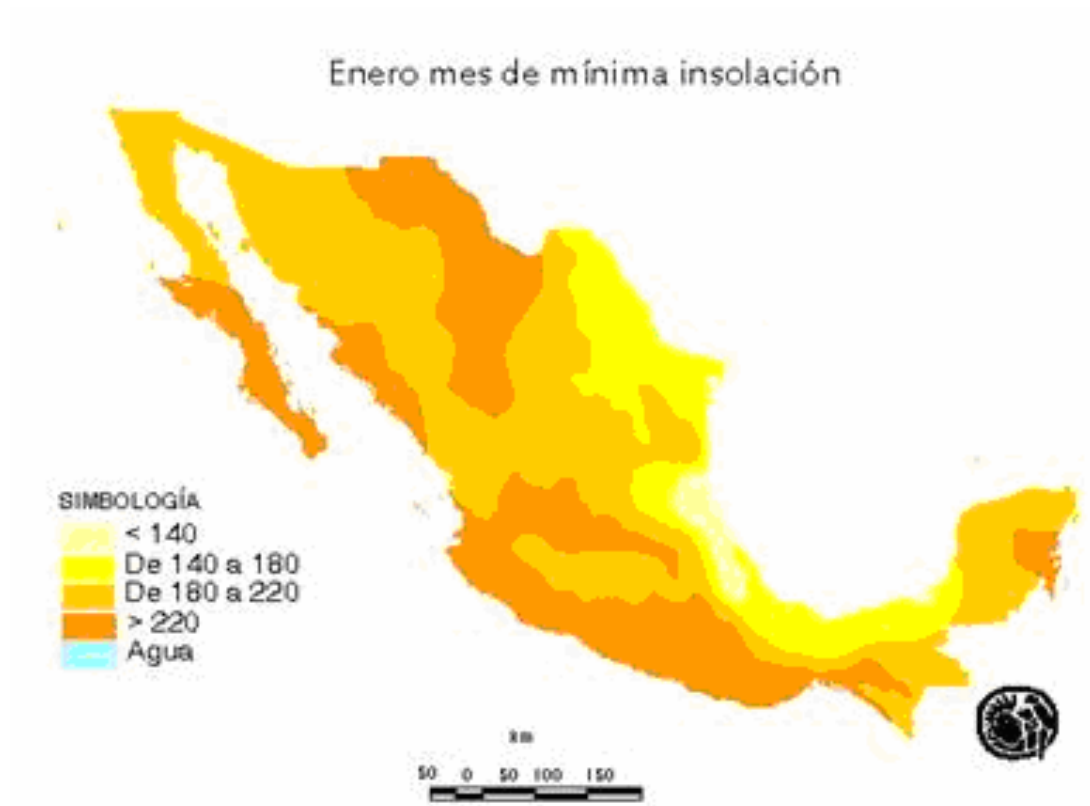 Enero mes de mínima insolación
SIMBOLOGÍA
< 140
De 140 a 180
De 180 a 220
> 220
Agua
km
50 0 50 100 150